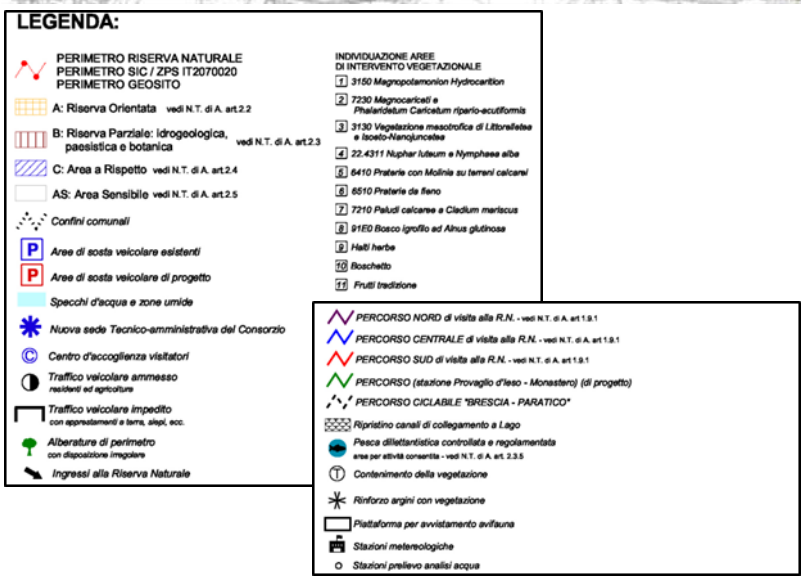 LEGENDA:
PERIMETRO RISERVA NATURALE
PERIMETRO SIC / ZPS IT2070020
PERIMETRO GEOSITO
A: Riserva Orientata vedi N.T. di A. art.2.2
B: Riserva Parziale: idrogeologica,
paesistica e botanica vedi N.T. di A. art.2.3
C: Area a Rispetto vedi N.T. di A. art.2.4
AS: Area Sensibile vedi N.T. di A. art.2.5
Confini comunali
P Aree di sosta veicolare esistenti
P Aree di sosta veicolare di progetto
Specchi d'acqua e zone umide
Nuova sede Tecnico-amministrativa del Consorzio
© Centro d'accoglienza visitatori
Traffico veicolare ammesso
residenti ed agricoltura
Traffico veicolare impedito
con apprestamenti a terra, siepi, ecc.
Alberature di perimetro
con disposizione irregolare
Ingressi alla Riserva Naturale
INDIVIDUAZIONE AREE
DI INTERVENTO VEGETAZIONALE
1 3150 Magnopotamonion Hydrocarition
2 7230 Magnocariceti e
Phalaridetum Caricetum ripario-acutiformis
3 3130 Vegetazione mesotrofica di Littorelletea
e Isoeto-Nanojuncetea
4 22.4311 Nuphar luteum e Nymphaea alba
5 6410 Praterie con Molinia su terreni calcarei
6 6510 Praterie da fieno
7 7210 Paludi calcaree a Cladium mariscus
8 91E0 Bosco igrofilo ad Alnus glutinosa
9 Halti herbe
10 Boschetto
11 Frutti tradizione
PERCORSO NORD di visita alla R.N. - vedi N.T. di A. art 1.9.1
PERCORSO CENTRALE di visita alla R.N. - vedi N.T. di A. art 1.9.1
PERCORSO SUD di visita alla R.N. - vedi N.T. di A. art 1.9.1
PERCORSO (stazione Provaglio d'Iseo - Monastero) (di progetto)
PERCORSO CICLABILE "BRESCIA - PARATICO"
Ripristino canali di collegamento a Lago
Pesca dilettantistica controllata e regolamentata
area per attività consentita - vedi N.T. di A. art. 2.3.5
T Contenimento della vegetazione
Rinforzo argini con vegetazione
Piattaforma per avvistamento avifauna
Stazioni metereologiche
Stazioni prelievo analisi acqua